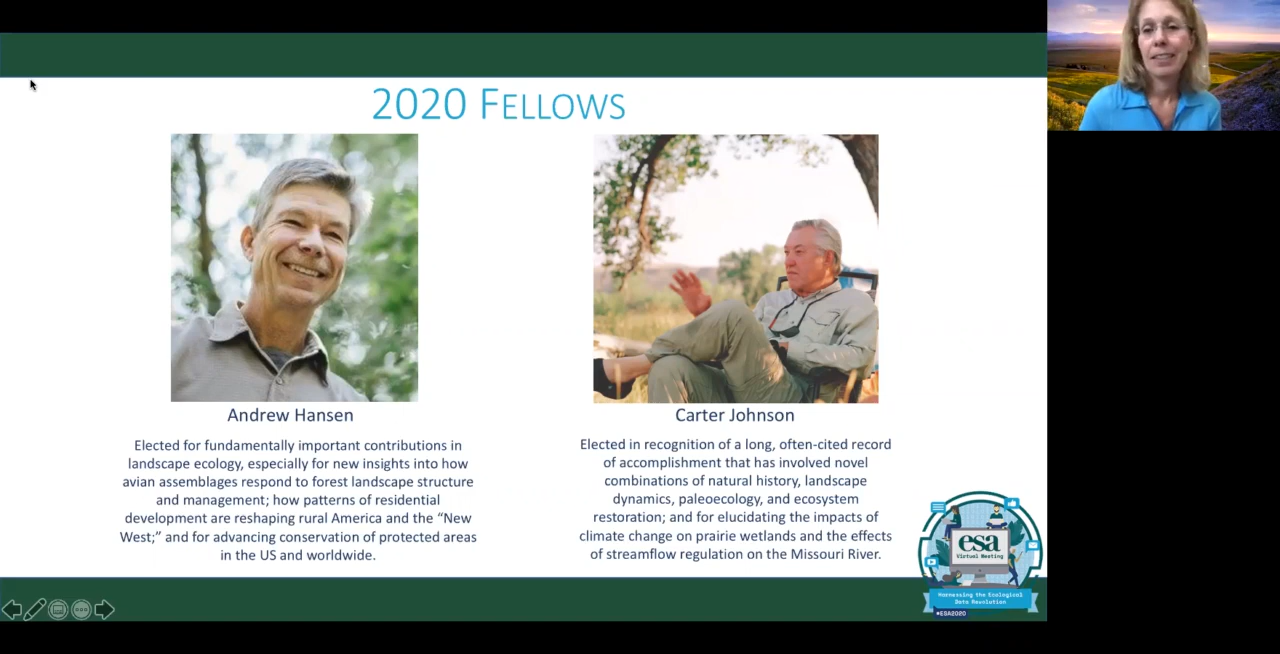 2020 FELLOWS
Andrew Hansen
Elected for fundamentally important contributions in
landscape ecology, especially for new insights into how
avian assemblages respond to forest landscape structure
and management; how patterns of residential
development are reshaping rural America and the “New
West;” and for advancing conservation of protected areas
in the US and worldwide.
Carter Johnson
Elected in recognition of a long, often-cited record
of accomplishment that has involved novel
combinations of natural history, landscape
dynamics, paleoecology, and ecosystem
restoration; and for elucidating the impacts of
climate change on prairie wetlands and the effects
of streamflow regulation on the Missouri River.
esa
Virtual Meeting
Harnessing the Ecological
Data Revolution
#ESA2020